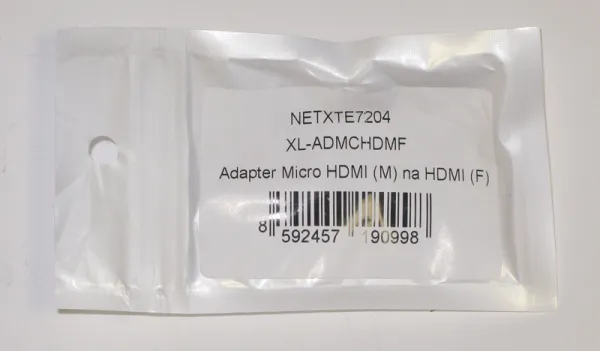 NETXTE7204
XL-ADMCHDMF
Adapter Micro HDMI (M) na HDMI (F)
8 592457 190998